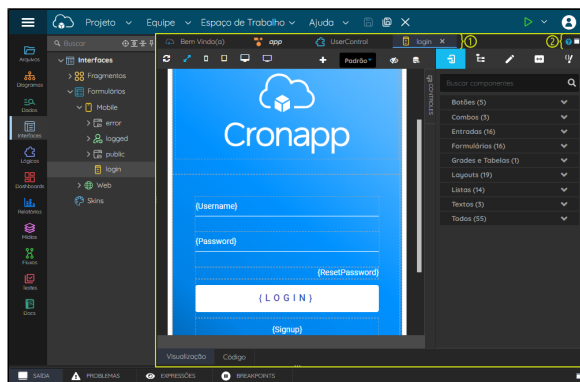 Projeto Equipe Espaço de Trabalho Ajuda
Bem Vindo(a) app UserControl login ① ②
Buscar
Arquivos
Diagramas
Dados
Interfaces
Lógicas
Dashboards
Relatórios
Mídias
Fluxos
Testes
Docs
Interfaces
Fragmentos
Formulários
Mobile
error
logged
public
login
Web
Skins
Padrão
Cronapp
{Username}
{Password}
{ResetPassword}
{LOGIN}
{Signup}
Visualização Código
CONTROLES
Buscar componentes
Botões (5)
Combos (3)
Entradas (16)
Formulários (16)
Grades e Tabelas (1)
Layouts (19)
Listas (14)
Textos (3)
Todos (55)
SAÍDA PROBLEMAS EXPRESSÕES BREAKPOINTS